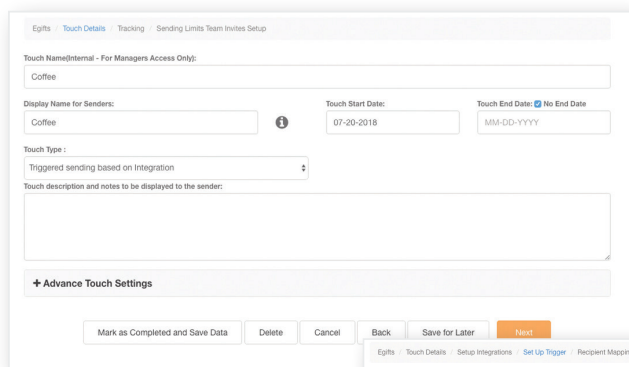 Egifts / Touch Details / Tracking / Sending Limits Team Invites Setup
Touch Name(Internal - For Managers Access Only):
Coffee
Display Name for Senders: Touch Start Date: Touch End Date: No End Date
Coffee 07-20-2018 MM-DD-YYYY
Touch Type :
Triggered sending based on Integration
Touch description and notes to be displayed to the sender:
+ Advance Touch Settings
Mark as Completed and Save Data Delete Cancel Back Save for Later Next
Egifts / Touch Details / Setup Integrations / Set Up Trigger / Recipient Mappin